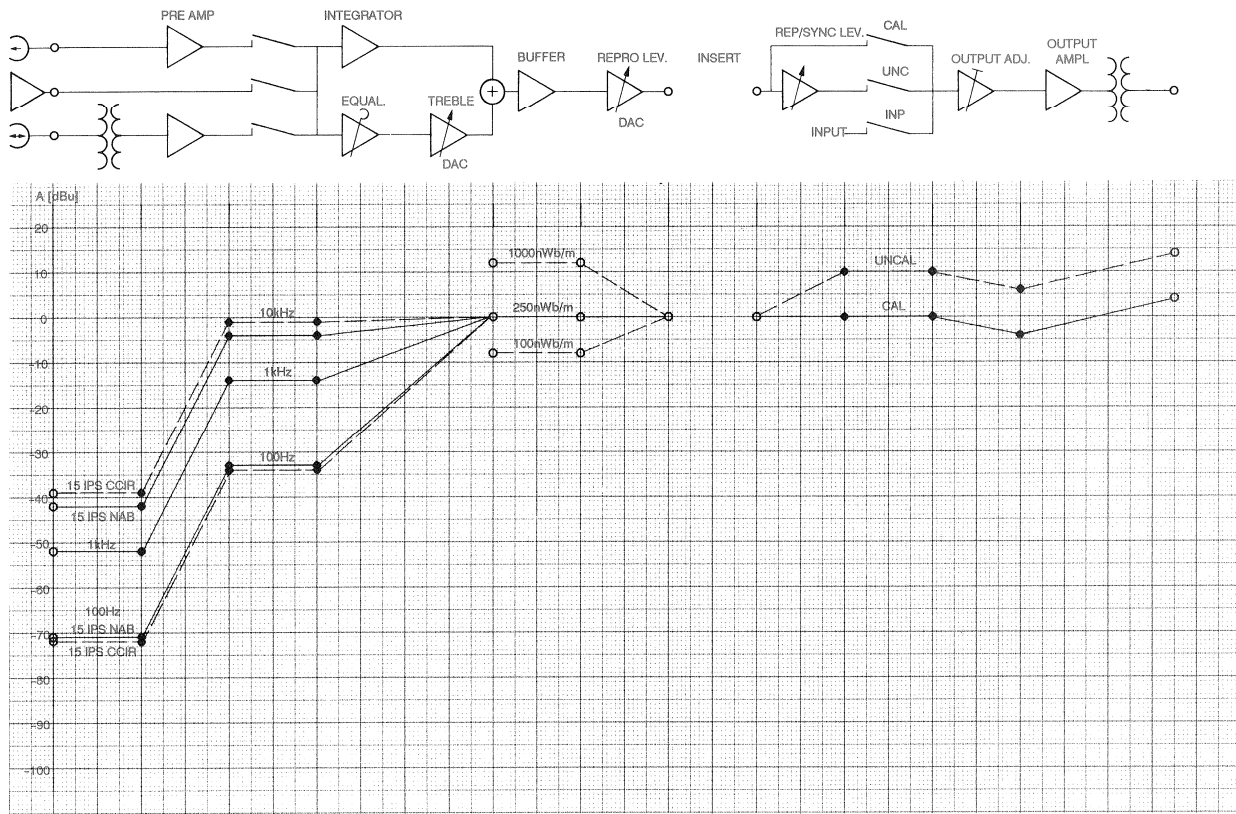 PRE AMP
INTEGRATOR
BUFFER
REPRO LEV.
INSERT
REP/SYNC LEV.
CAL
UNC
INP
INPUT
OUTPUT ADJ.
OUTPUT
AMPL
EQUAL.
TREBLE
DAC
DAC
A [dBu]
20
10
0
-10
-20
-30
-40
-50
-60
-70
-80
-90
-100
1000nWb/m
250nWb/m
100nWb/m
UNCAL
CAL
10kHz
1kHz
100Hz
15 IPS CCIR
15 IPS NAB
1kHz
100Hz
15 IPS NAB
15 IPS CCIR